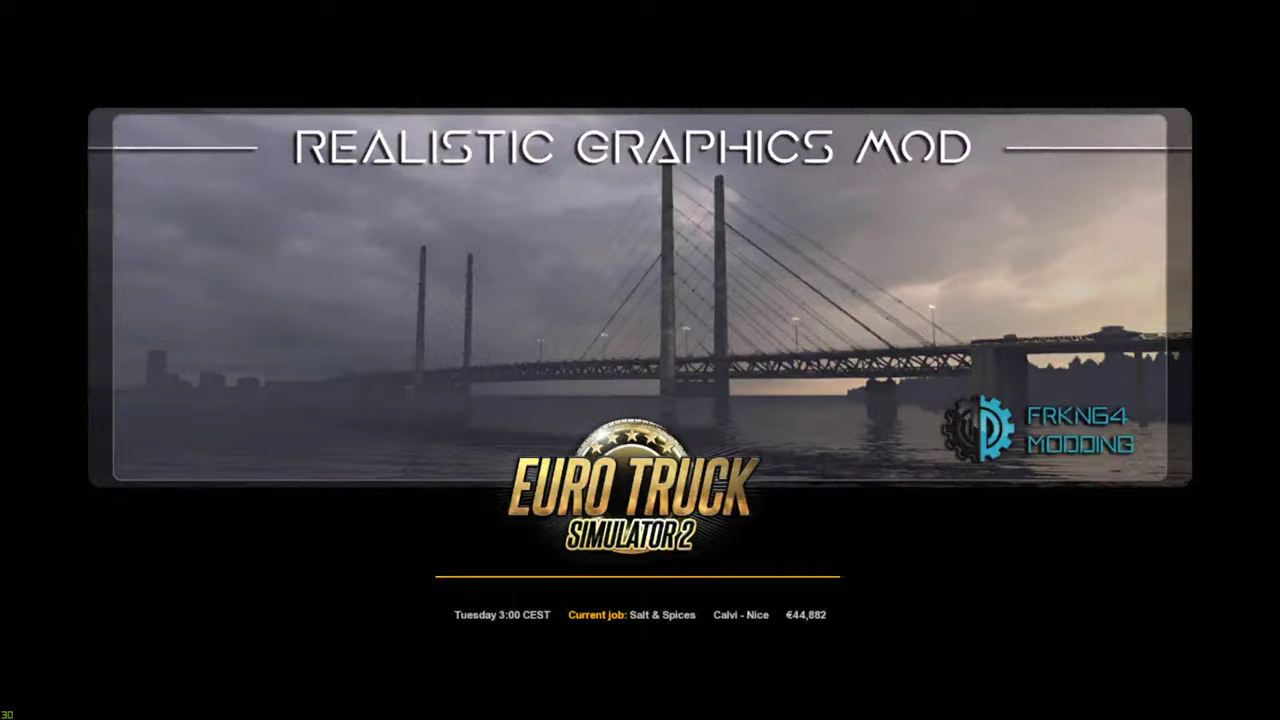 REALISTIC GRAPHICS MOD
FRKN64
MODDING
EURO TRUCK
SIMULATOR 2
Tuesday 3:00 CEST Current job: Salt & Spices Calvi - Nice €44,882
30